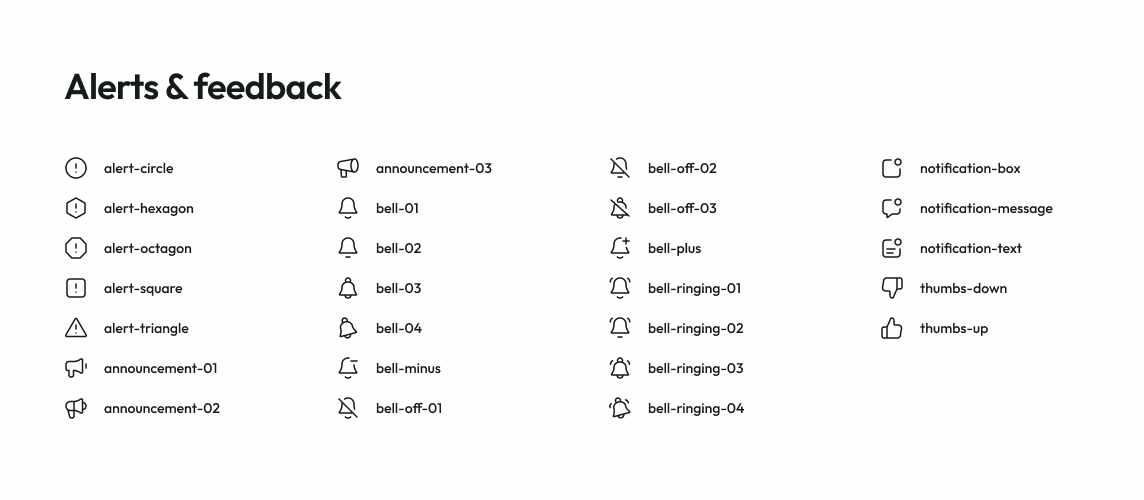 Alerts & feedback
alert-circle
alert-hexagon
alert-octagon
alert-square
alert-triangle
announcement-01
announcement-02
announcement-03
bell-01
bell-02
bell-03
bell-04
bell-minus
bell-off-01
bell-off-02
bell-off-03
bell-plus
bell-ringing-01
bell-ringing-02
bell-ringing-03
bell-ringing-04
notification-box
notification-message
notification-text
thumbs-down
thumbs-up